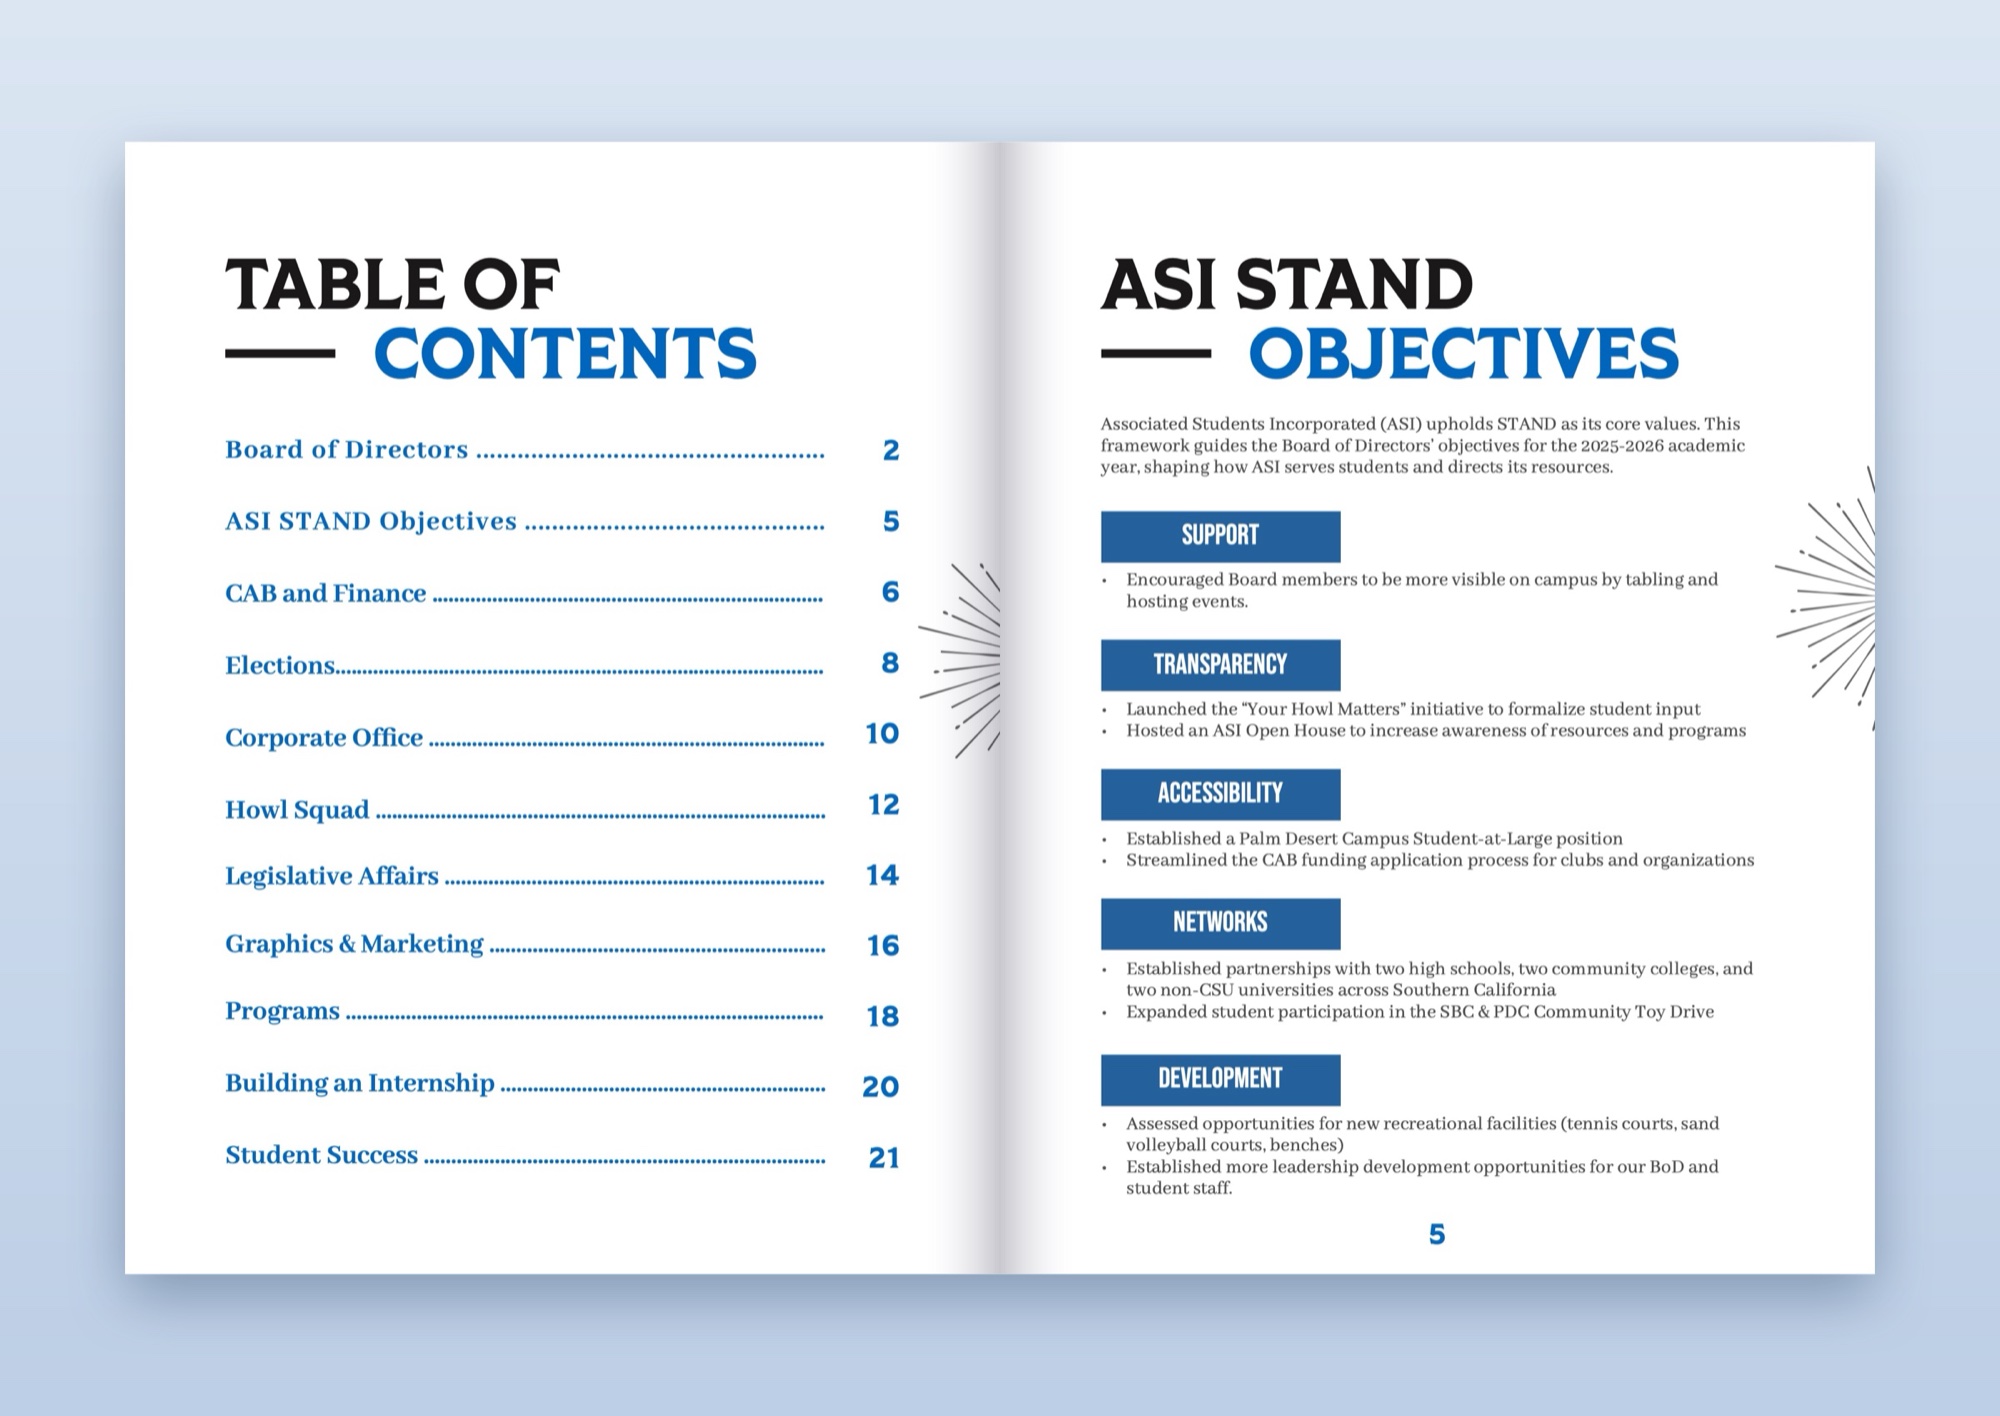 TABLE OF
CONTENTS
Board of Directors ................................................... 2
ASI STAND Objectives ............................................ 5
CAB and Finance ..................................................... 6
Elections................................................................... 8
Corporate Office ..................................................... 10
Howl Squad ............................................................. 12
Legislative Affairs ................................................... 14
Graphics & Marketing ............................................. 16
Programs ................................................................. 18
Building an Internship ............................................ 20
Student Success ...................................................... 21
ASI STAND
OBJECTIVES
Associated Students Incorporated (ASI) upholds STAND as its core values. This
framework guides the Board of Directors' objectives for the 2025-2026 academic
year, shaping how ASI serves students and directs its resources.
SUPPORT
• Encouraged Board members to be more visible on campus by tabling and
hosting events.
TRANSPARENCY
• Launched the “Your Howl Matters” initiative to formalize student input
• Hosted an ASI Open House to increase awareness of resources and programs
ACCESSIBILITY
• Established a Palm Desert Campus Student-at-Large position
• Streamlined the CAB funding application process for clubs and organizations
NETWORKS
• Established partnerships with two high schools, two community colleges, and
two non-CSU universities across Southern California
• Expanded student participation in the SBC & PDC Community Toy Drive
DEVELOPMENT
• Assessed opportunities for new recreational facilities (tennis courts, sand
volleyball courts, benches)
• Established more leadership development opportunities for our BoD and
student staff.
5